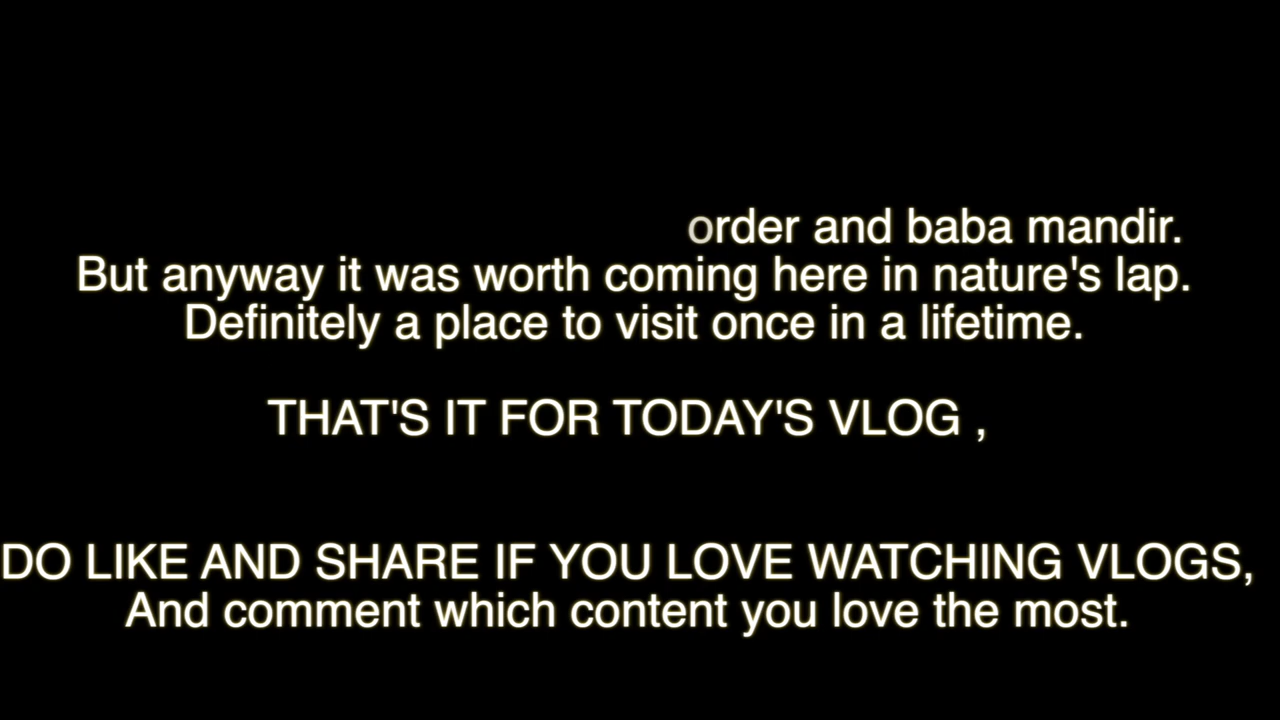 order and baba mandir.
But anyway it was worth coming here in nature's lap.
Definitely a place to visit once in a lifetime.
THAT'S IT FOR TODAY'S VLOG ,
DO LIKE AND SHARE IF YOU LOVE WATCHING VLOGS,
And comment which content you love the most.